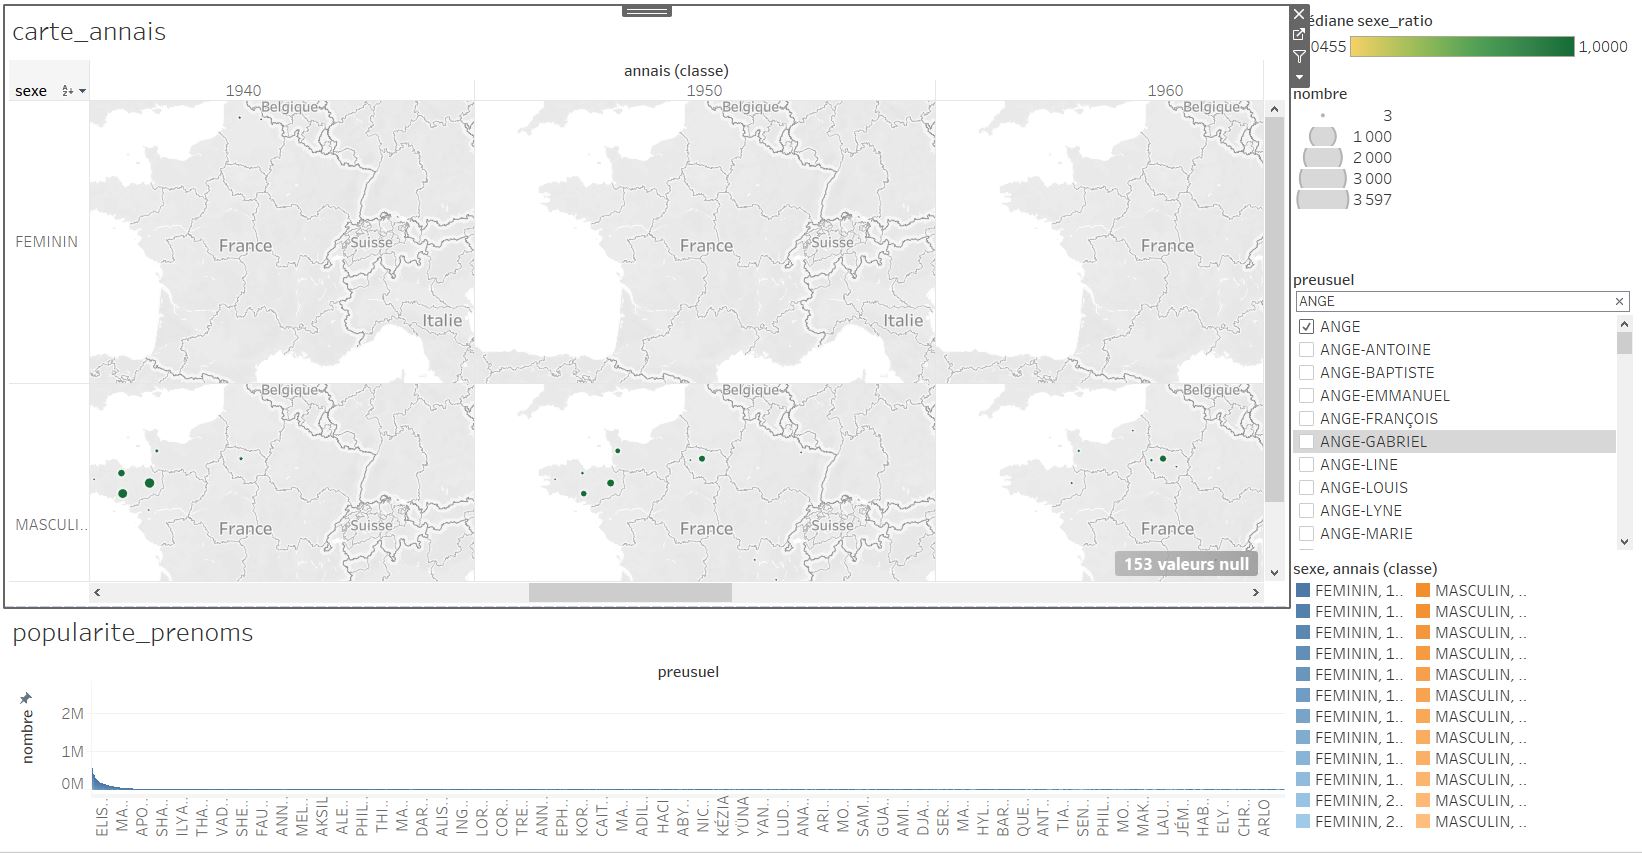 carte_annais
annais (classe)
sexe
1940
1950
1960
FEMININ
Belgique
France
Suisse
Italie
Belgique
France
Suisse
Italie
Belgique
France
MASCULI..
Belgique
France
Suisse
Belgique
France
Suisse
Belgique
France
153 valeurs null
popularite_prenoms
preusuel
nombre
2M
1M
0M
ELIS..
MA..
APO..
SHA..
ILYA..
THA..
VAD..
SHE..
FAU..
ANN..
MEL..
AKSIL
ALE..
PHIL..
THI..
MA..
DAR..
ALIS..
ING..
LOR..
COR..
TRE..
ANN..
EPH..
KOR..
CAIT..
MA..
ADIL..
HACI
ABY..
NIC..
KÉZIA
YÜNA
YAN..
LUD..
ANA..
ARI..
MO..
SAM..
GUA..
AMI..
DJA..
SER..
MA..
HYL..
BAR..
QUE..
ANT..
TIA..
SEN..
PHIL..
MO..
MAK..
LAU..
JÉM..
HAB..
ELY..
CHR..
ARLO
édiane sexe_ratio
0455
1,0000
nombre
3
1 000
2 000
3 000
3 597
preusuel
ANGE
ANGE
ANGE-ANTOINE
ANGE-BAPTISTE
ANGE-EMMANUEL
ANGE-FRANÇOIS
ANGE-GABRIEL
ANGE-LINE
ANGE-LOUIS
ANGE-LYNE
ANGE-MARIE
sexe, annais (classe)
FEMININ, 1.. MASCULIN, ..
FEMININ, 1.. MASCULIN, ..
FEMININ, 1.. MASCULIN, ..
FEMININ, 1.. MASCULIN, ..
FEMININ, 1.. MASCULIN, ..
FEMININ, 1.. MASCULIN, ..
FEMININ, 1.. MASCULIN, ..
FEMININ, 1.. MASCULIN, ..
FEMININ, 1.. MASCULIN, ..
FEMININ, 1.. MASCULIN, ..
FEMININ, 2.. MASCULIN, ..
FEMININ, 2.. MASCULIN, ..